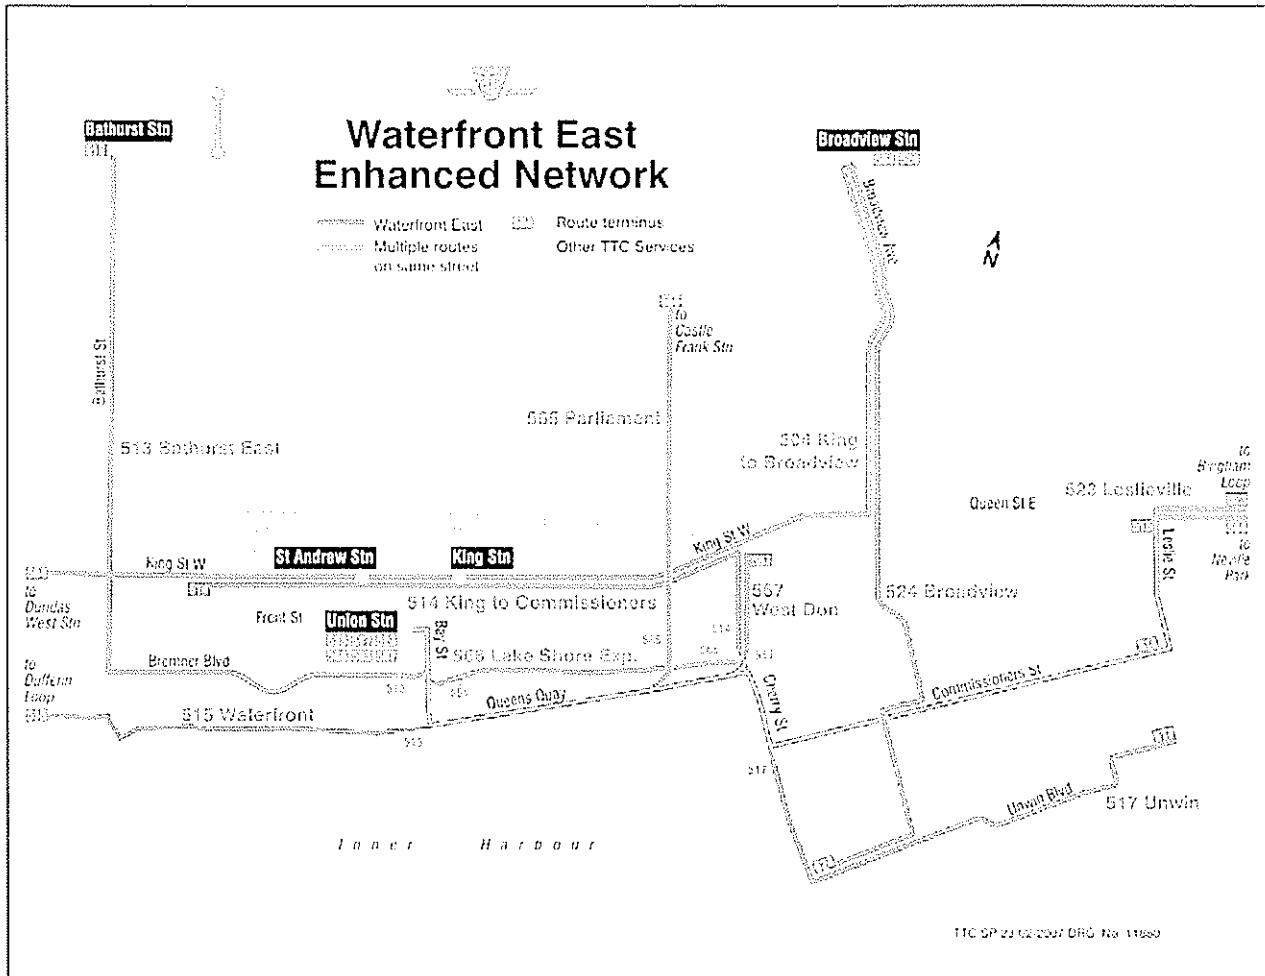 Bathurst Stn
Waterfront East
Enhanced Network
Broadview Stn
Waterfront East
Route terminus
Multiple routes
on same street
Other TTC Services
Broadview Ave
N
to
Castle
Frank Stn
Bathurst St
565 Parliament
513 Bathurst East
504 King
to Broadview
to
Bingham
Loop
523 Leslieville
Queen St E
King St W
King St W
St Andrew Stn
King Stn
Leslie St
to
Neville
Park
to
Dundas
West Stn
514 King to Commissioners
567
West Don
524 Broadview
Front St
Union Stn
Bay St
Bremner Blvd
to
Dufferin
Loop
Queens Quay
Cherry St
Commissioners St
515 Waterfront
517
Unwin Blvd
517 Unwin
Inner Harbour